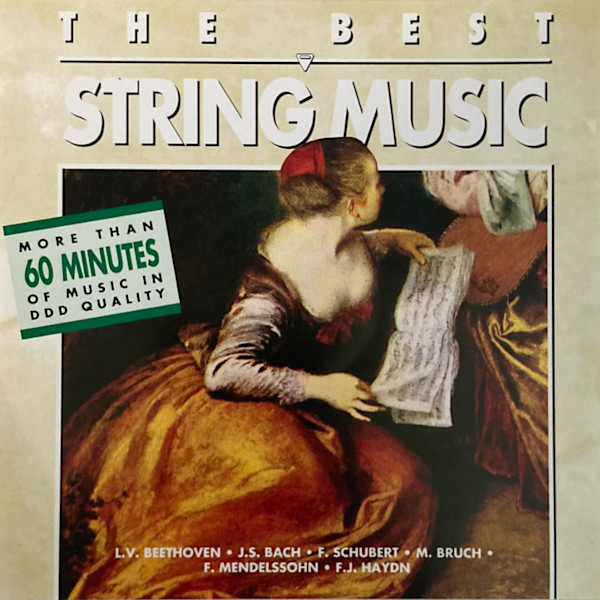 THE BEST
STRING MUSIC
MORE THAN
60 MINUTES
OF MUSIC IN
DDD QUALITY
L.V. BEETHOVEN • J.S. BACH • F. SCHUBERT • M. BRUCH •
F. MENDELSSOHN • F.J. HAYDN